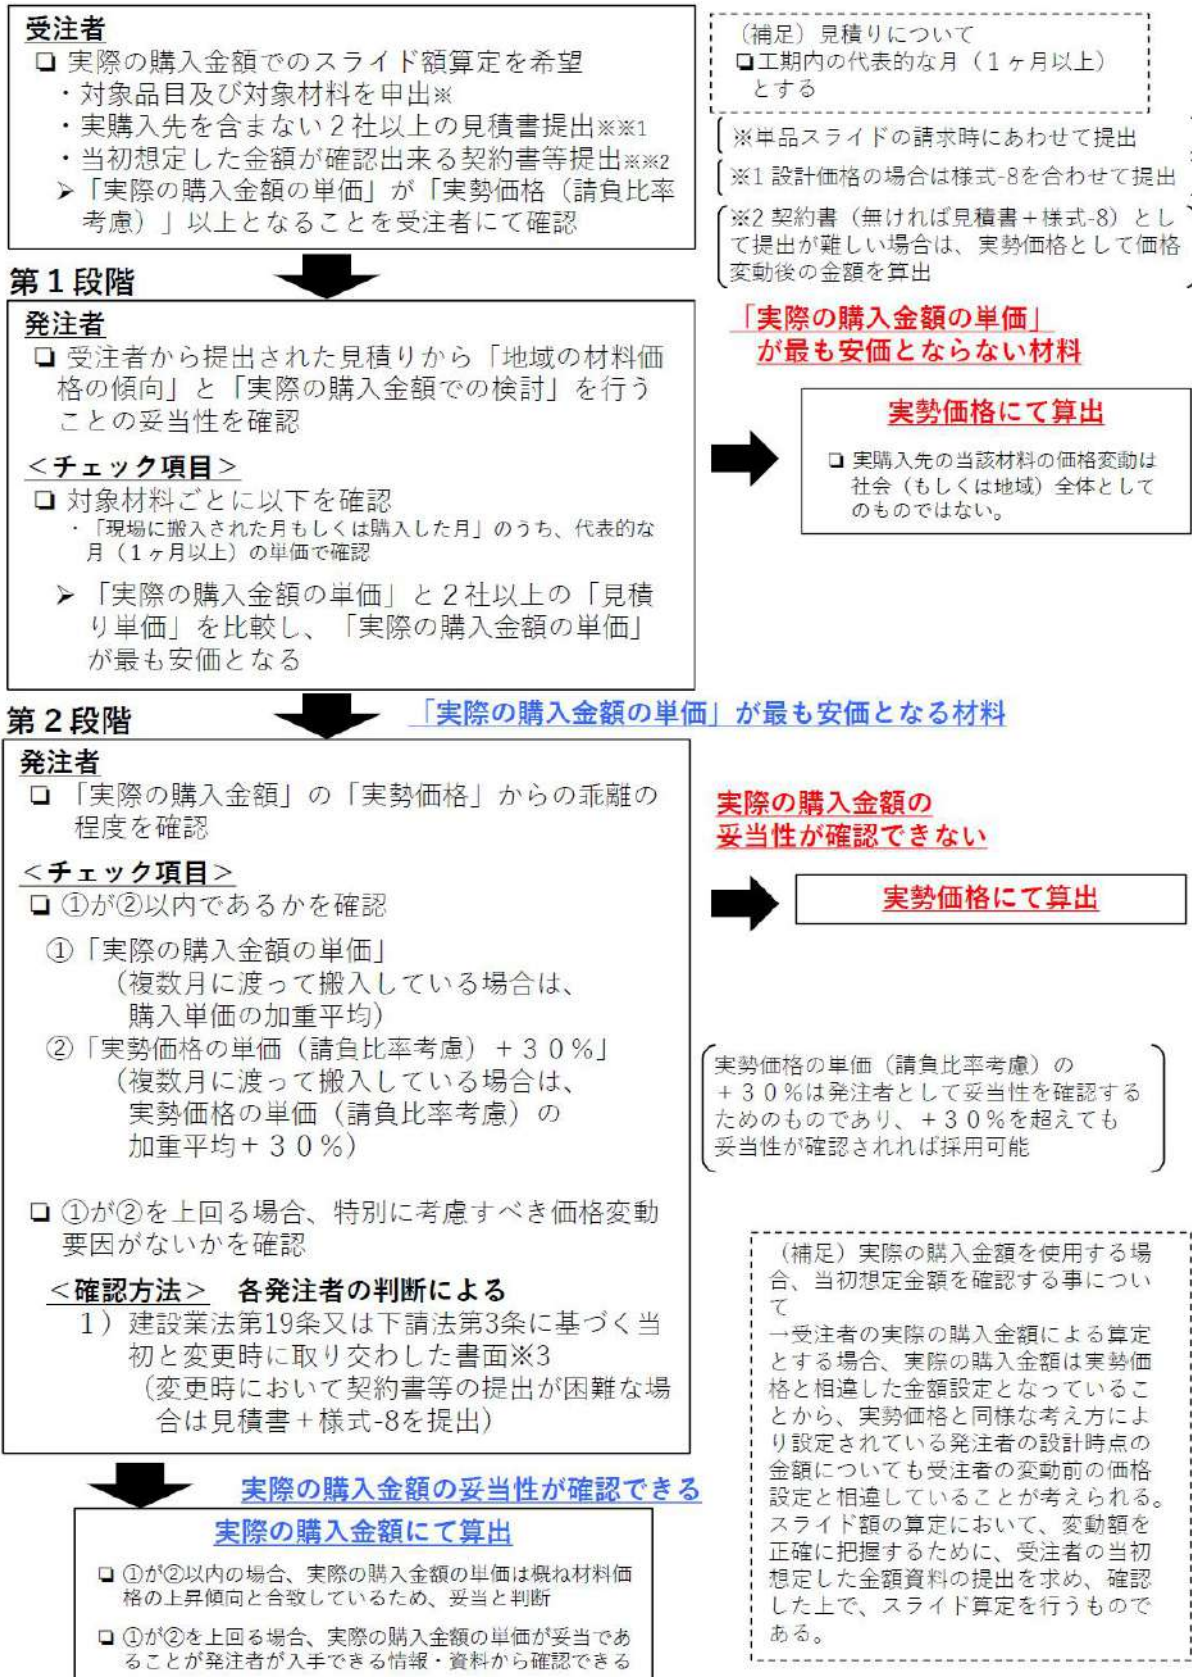 受注者
❏ 実際の購入金額でのスライド額算定を希望
・対象品目及び対象材料を申出※
・実購入先を含まない２社以上の見積書提出※※1
・当初想定した金額が確認出来る契約書等提出※※2
➢「実際の購入金額の単価」が「実勢価格（請負比率
考慮）」以上となることを受注者にて確認
（補足）見積りについて
❏工期内の代表的な月（１ヶ月以上）
とする
※単品スライドの請求時にあわせて提出
※1 設計価格の場合は様式-8を合わせて提出
※2 契約書（無ければ見積書＋様式-8）とし
て提出が難しい場合は、実勢価格として価格
変動後の金額を算出
第１段階
発注者
❏ 受注者から提出された見積りから「地域の材料価
格の傾向」と「実際の購入金額での検討」を行う
ことの妥当性を確認
＜チェック項目＞
❏ 対象材料ごとに以下を確認
・「現場に搬入された月もしくは購入した月」のうち、代表的な
月（１ヶ月以上）の単価で確認
➢ 「実際の購入金額の単価」と２社以上の「見積
り単価」を比較し、「実際の購入金額の単価」
が最も安価となる
「実際の購入金額の単価」
が最も安価とならない材料
実勢価格にて算出
❏ 実購入先の当該材料の価格変動は
社会（もしくは地域）全体として
のものではない。
第２段階
「実際の購入金額の単価」が最も安価となる材料
発注者
❏ 「実際の購入金額」の「実勢価格」からの乖離の
程度を確認
＜チェック項目＞
❏ ①が②以内であるかを確認
①「実際の購入金額の単価」
（複数月に渡って搬入している場合は、
購入単価の加重平均）
②「実勢価格の単価（請負比率考慮）＋３０％」
（複数月に渡って搬入している場合は、
実勢価格の単価（請負比率考慮）の
加重平均＋３０％）
❏ ①が②を上回る場合、特別に考慮すべき価格変動
要因がないかを確認
＜確認方法＞　各発注者の判断による
１）建設業法第19条又は下請法第3条に基づく当
初と変更時に取り交わした書面※3
（変更時において契約書等の提出が困難な場
合は見積書＋様式-8を提出）
実際の購入金額の
妥当性が確認できない
実勢価格にて算出
実勢価格の単価（請負比率考慮）の
＋３０％は発注者として妥当性を確認する
ためのものであり、＋３０％を超えても
妥当性が確認されれば採用可能
（補足）実際の購入金額を使用する場
合、当初想定金額を確認する事につい
て
→受注者の実際の購入金額による算定
とする場合、実際の購入金額は実勢価
格と相違した金額設定となっているこ
とから、実勢価格と同様な考え方によ
り設定されている発注者の設計時点の
金額についても受注者の変動前の価格
設定と相違していることが考えられる。
スライド額の算定において、変動額を
正確に把握するために、受注者の当初
想定した金額資料の提出を求め、確認
した上で、スライド算定を行うもので
ある。
実際の購入金額の妥当性が確認できる
実際の購入金額にて算出
❏ ①が②以内の場合、実際の購入金額の単価は概ね材料価
格の上昇傾向と合致しているため、妥当と判断
❏ ①が②を上回る場合、実際の購入金額の単価が妥当であ
ることが発注者が入手できる情報・資料から確認できる